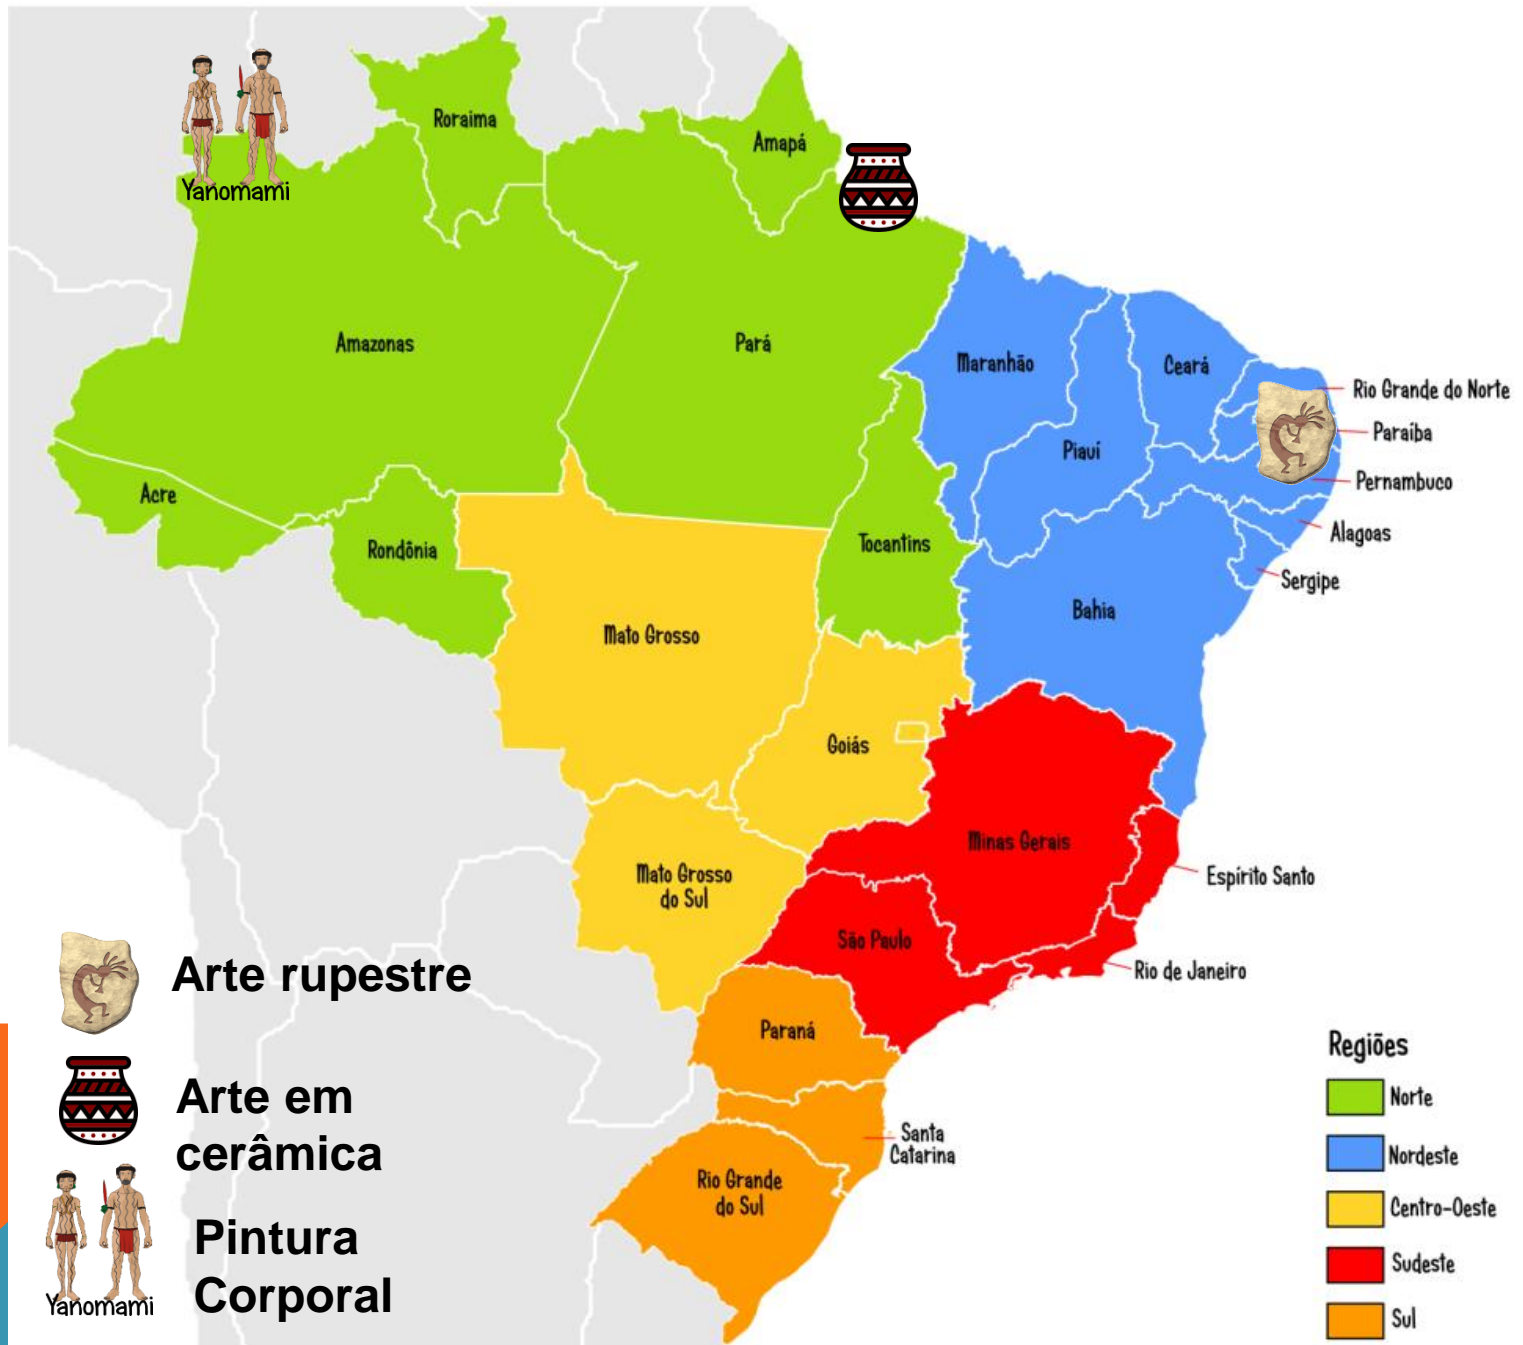 Roraima
Amapá
Yanomami
Amazonas
Pará
Maranhão
Ceará
Rio Grande do Norte
Paraíba
Piauí
Pernambuco
Acre
Alagoas
Rondônia
Tocantins
Sergipe
Bahia
Mato Grosso
Goiás
Minas Gerais
Mato Grosso
do Sul
Espírito Santo
São Paulo
Rio de Janeiro
Paraná
Santa
Catarina
Rio Grande
do Sul
Arte rupestre
Arte em
cerâmica
Pintura
Corporal
Yanomami
Regiões
Norte
Nordeste
Centro-Oeste
Sudeste
Sul